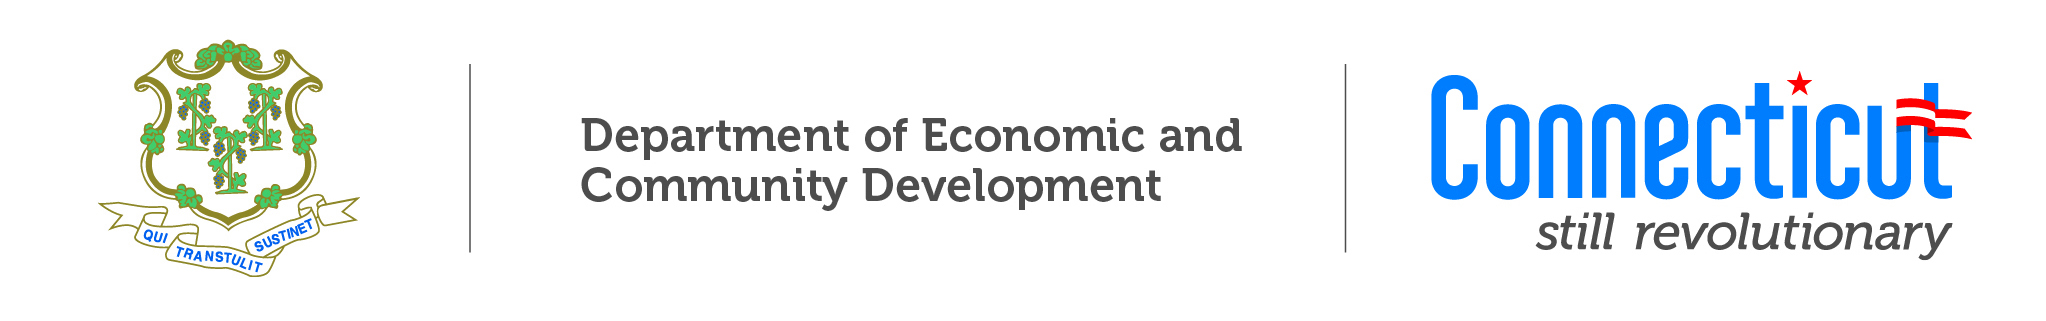 QUI
TRANSTULIT
SUSTINET
Department of Economic and
Community Development
Connecticut
still revolutionary